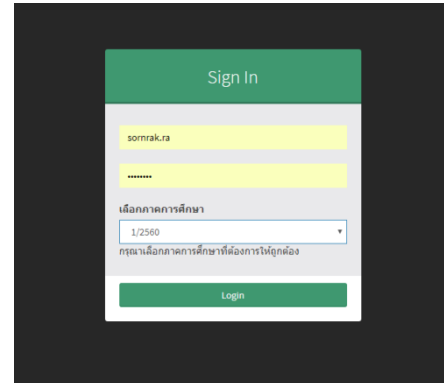 Sign In
sornrak.ra
••••••••
เลือกภาคการศึกษา
1/2560
กรุณาเลือกภาคการศึกษาที่ต้องการให้ถูกต้อง
Login